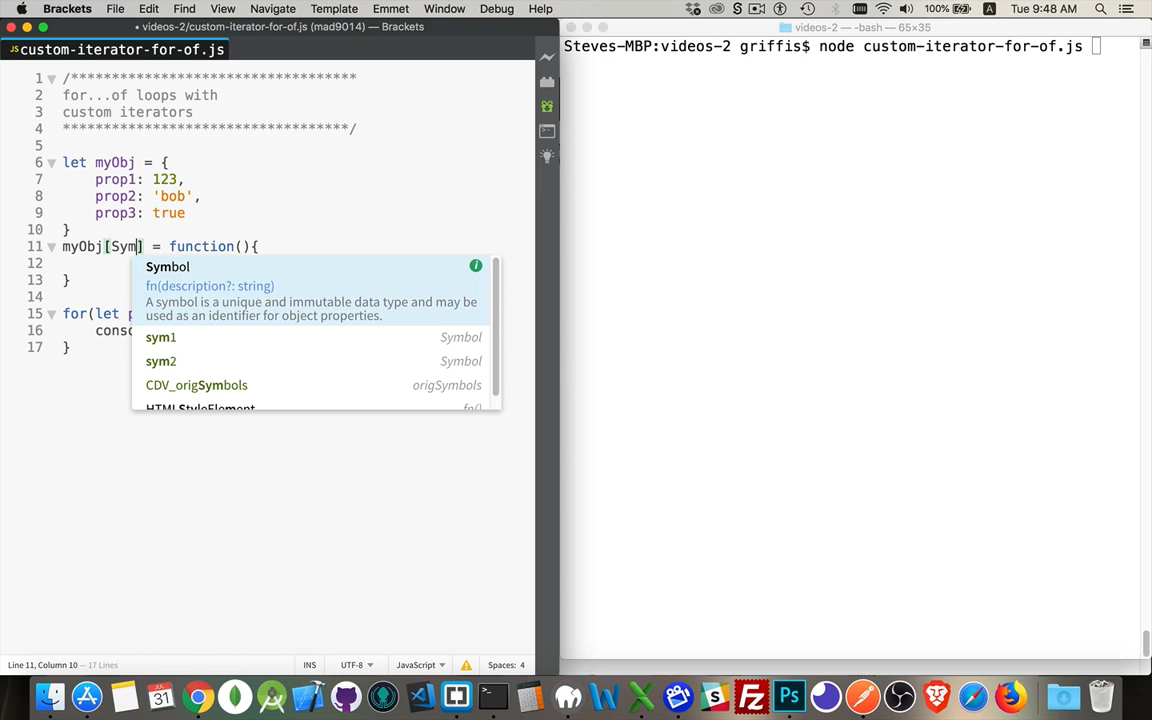 Brackets File Edit Find View Navigate Template Emmet Window Debug Help 100% A Tue 9:48 AM
• videos-2/custom-iterator-for-of.js (mad9014) — Brackets
videos-2 — -bash — 65×35
JS custom-iterator-for-of.js
Steves-MBP:videos-2 griffis$ node custom-iterator-for-of.js
1 /*********************************
2 for...of loops with
3 custom iterators
4 *********************************/
5
6 let myObj = {
7 prop1: 123,
8 prop2: 'bob',
9 prop3: true
10 }
11 myObj[Sym] = function(){
12
13 }
14
15 for(let p
16 conso
17 }
Symbol
fn(description?: string)
A symbol is a unique and immutable data type and may be
used as an identifier for object properties.
sym1 Symbol
sym2 Symbol
CDV_origSymbols origSymbols
HTMLStyleElement fn()
Line 11, Column 10 — 17 Lines INS UTF-8 JavaScript Spaces: 4